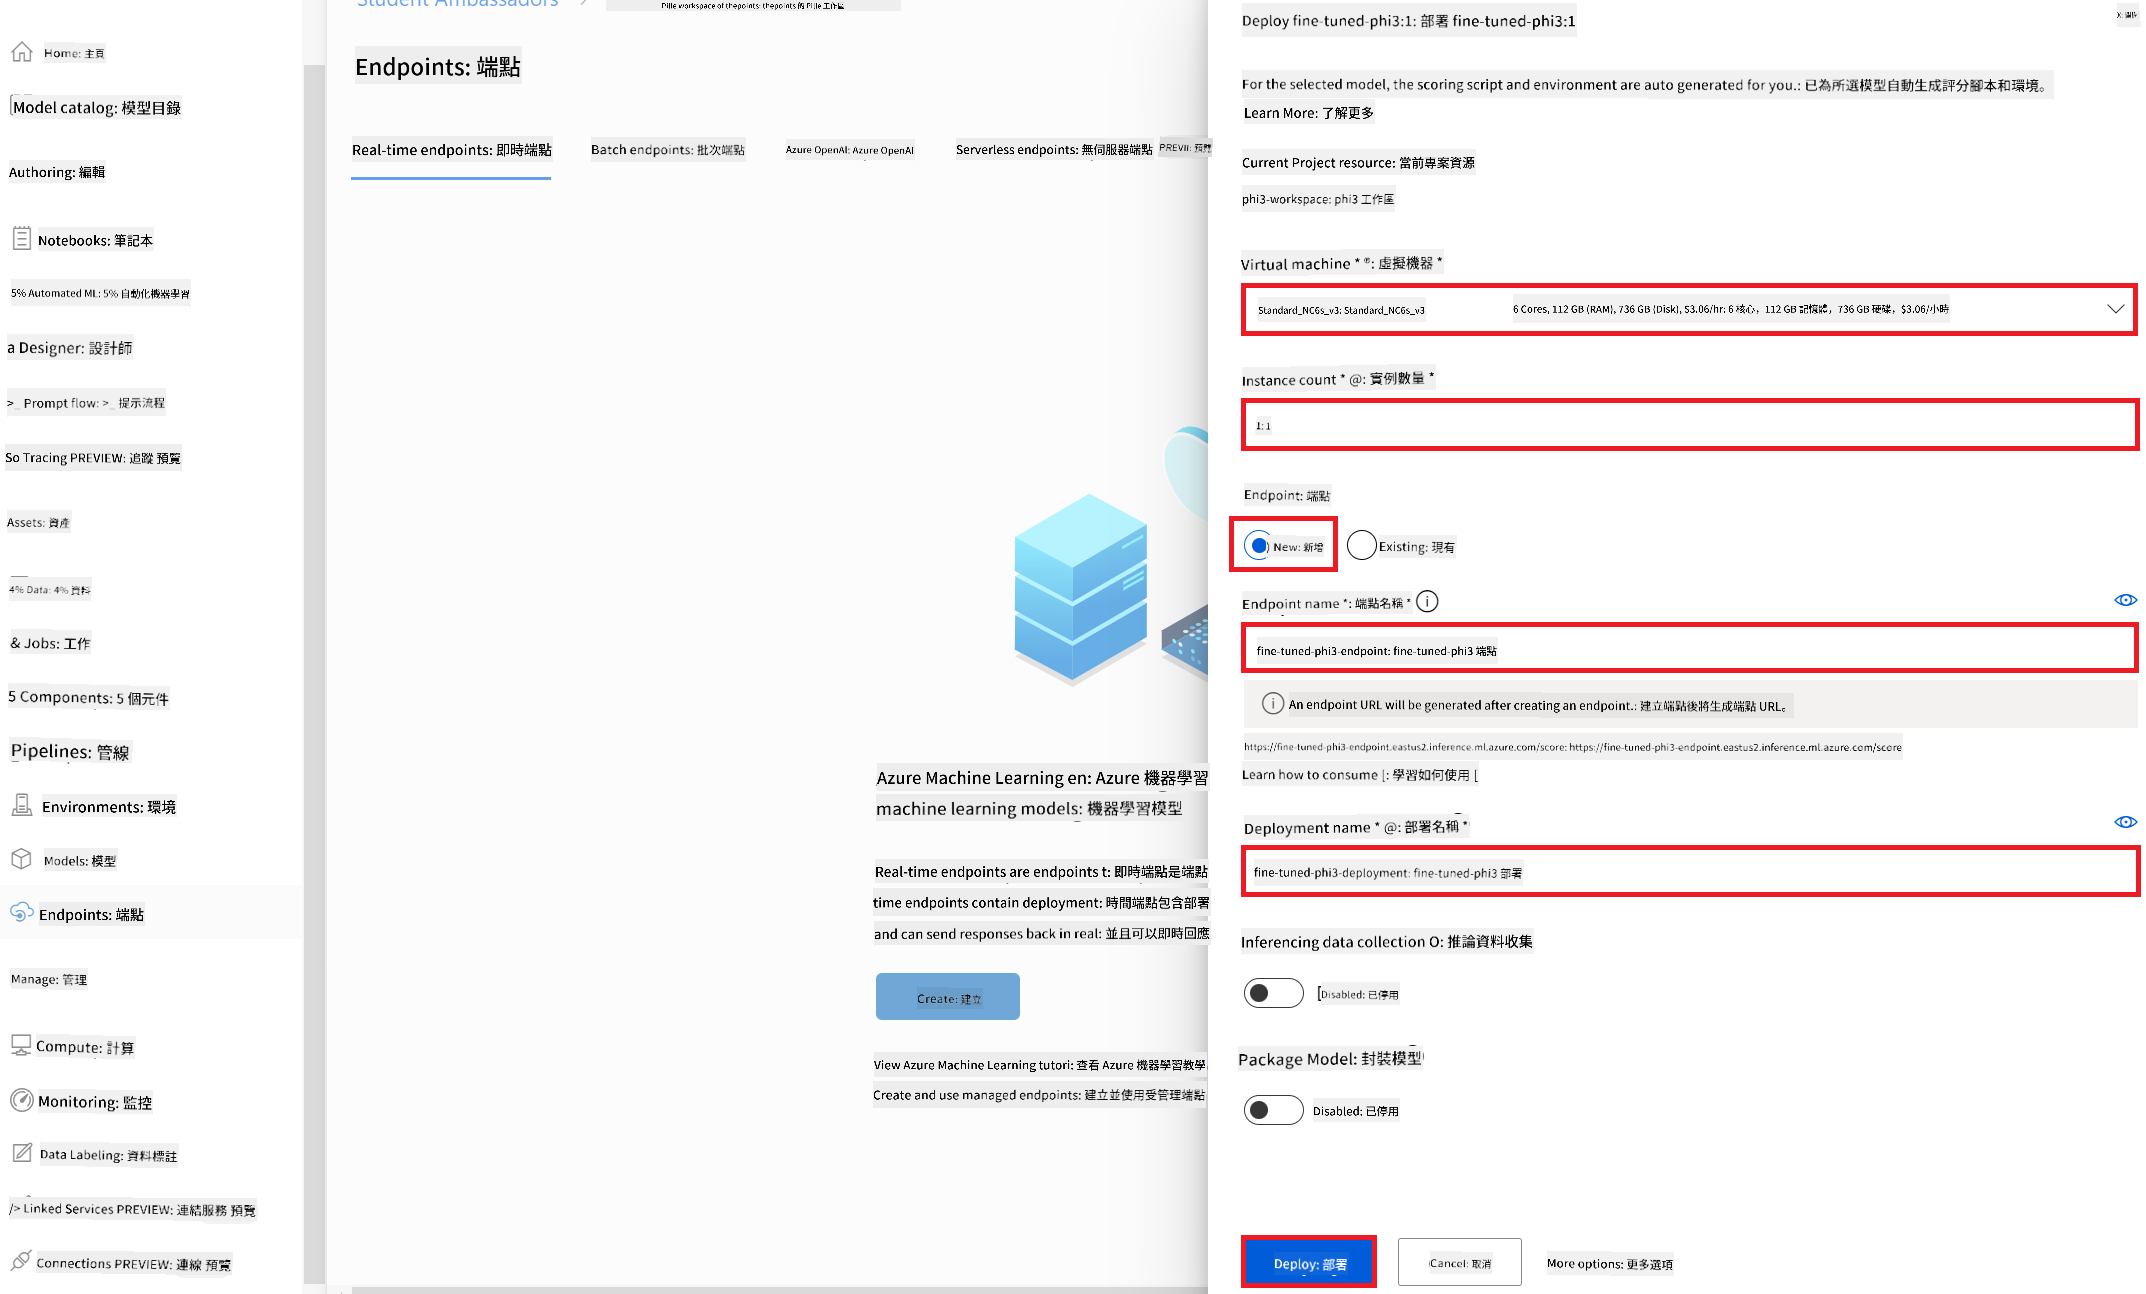 Student Ambassadors
Pille workspace of thepoints: thepoints 的 Pille 工作區
Home: 主頁
Model catalog: 模型目錄
Authoring: 編輯
Notebooks: 筆記本
5% Automated ML: 5% 自動化機器學習
a Designer: 設計師
>_ Prompt flow: >_ 提示流程
So Tracing PREVIEW: 追蹤 預覽
Assets: 資產
4% Data: 4% 資料
& Jobs: 工作
5 Components: 5 個元件
Pipelines: 管線
Environments: 環境
Models: 模型
Endpoints: 端點
Manage: 管理
Compute: 計算
Monitoring: 監控
Data Labeling: 資料標註
/> Linked Services PREVIEW: 連結服務 預覽
Connections PREVIEW: 連線 預覽
Endpoints: 端點
Real-time endpoints: 即時端點
Batch endpoints: 批次端點
Azure OpenAI: Azure OpenAI
Serverless endpoints: 無伺服器端點
PREVII: 預覽
Azure Machine Learning en: Azure 機器學習
machine learning models: 機器學習模型
Real-time endpoints are endpoints t: 即時端點是端點
time endpoints contain deployment: 時間端點包含部署
and can send responses back in real: 並且可以即時回應
Create: 建立
View Azure Machine Learning tutori: 查看 Azure 機器學習教學
Create and use managed endpoints: 建立並使用受管理端點
Deploy fine-tuned-phi3:1: 部署 fine-tuned-phi3:1
For the selected model, the scoring script and environment are auto generated for you.: 已為所選模型自動生成評分腳本和環境。
Learn More: 了解更多
Current Project resource: 當前專案資源
phi3-workspace: phi3 工作區
Virtual machine * ®: 虛擬機器 *
Standard_NC6s_v3: Standard_NC6s_v3
6 Cores, 112 GB (RAM), 736 GB (Disk), $3.06/hr: 6 核心，112 GB 記憶體，736 GB 硬碟，$3.06/小時
Instance count * @: 實例數量 *
1: 1
Endpoint: 端點
) New: 新增
Existing: 現有
Endpoint name *: 端點名稱 *
fine-tuned-phi3-endpoint: fine-tuned-phi3 端點
An endpoint URL will be generated after creating an endpoint.: 建立端點後將生成端點 URL。
https://fine-tuned-phi3-endpoint.eastus2.inference.ml.azure.com/score: https://fine-tuned-phi3-endpoint.eastus2.inference.ml.azure.com/score
Learn how to consume [: 學習如何使用 [
Deployment name * @: 部署名稱 *
fine-tuned-phi3-deployment: fine-tuned-phi3 部署
Inferencing data collection O: 推論資料收集
Disabled: 已停用
Package Model: 封裝模型
Disabled: 已停用
Deploy: 部署
Cancel: 取消
More options: 更多選項